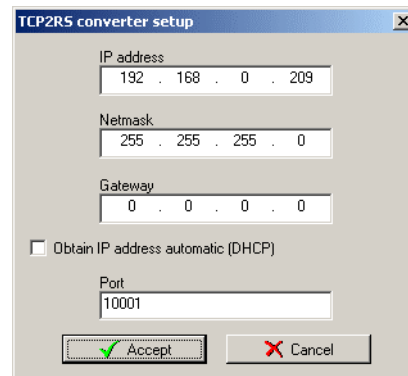 TCP2RS converter setup
IP address
192 . 168 . 0 . 209
Netmask
255 . 255 . 255 . 0
Gateway
0 . 0 . 0 . 0
Obtain IP address automatic (DHCP)
Port
10001
Accept Cancel